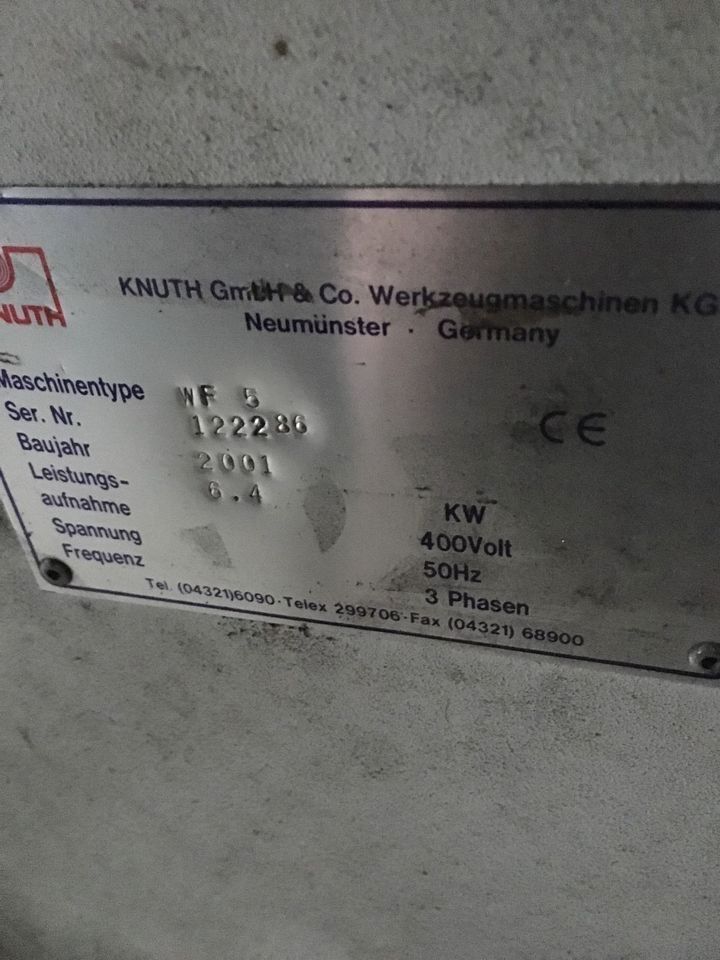 KNUTH
KNUTH GmbH & Co. Werkzeugmaschinen KG
Neumünster · Germany
Maschinentype WF 5
Ser. Nr. 122286
Baujahr 2001
Leistungs-
aufnahme 6.4 KW
Spannung 400Volt
Frequenz 50Hz
3 Phasen
CE
Tel. (04321)6090·Telex 299706·Fax (04321) 68900